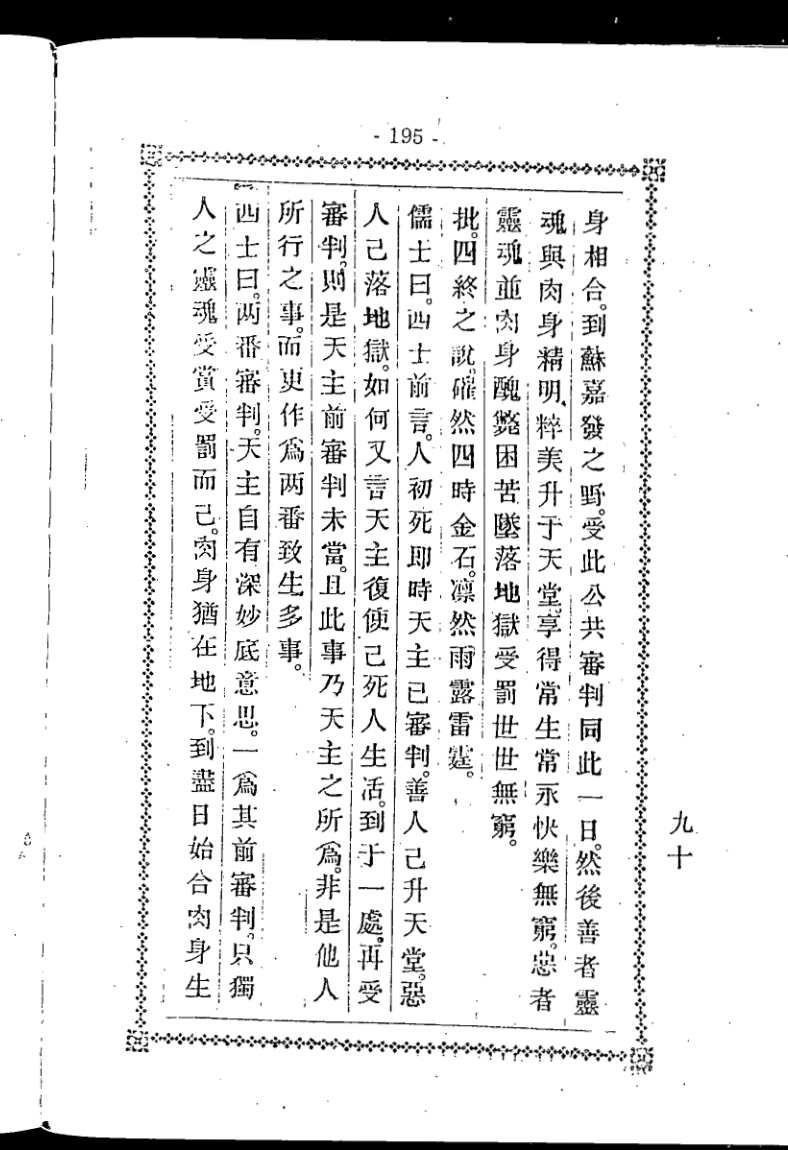 - 195 -
身相合。到蘇嘉發之野。受此公共審判同此一日。然後善者靈
魂與肉身精明、粹美升于天堂。享得常生常永快樂無窮。惡者
靈魂並肉身醜斃困苦墜落地獄受罰世世無窮。
批。四終之說。確然四時金石。凛然雨露雷霆。
儒士曰。西士前言。人初死即時天主已審判。善人己升天堂。惡
人己落地獄。如何又言天主復使己死人生活。到于一處。再受
審判。則是天主前審判未當。且此事乃天主之所爲。非是他人
所行之事。而更作爲两番致生多事。
西士曰。两番審判。天主自有深妙底意思。一爲其前審判。只獨
人之靈魂受賞受罰而己。肉身猶在地下。到盡日始合肉身生
九十